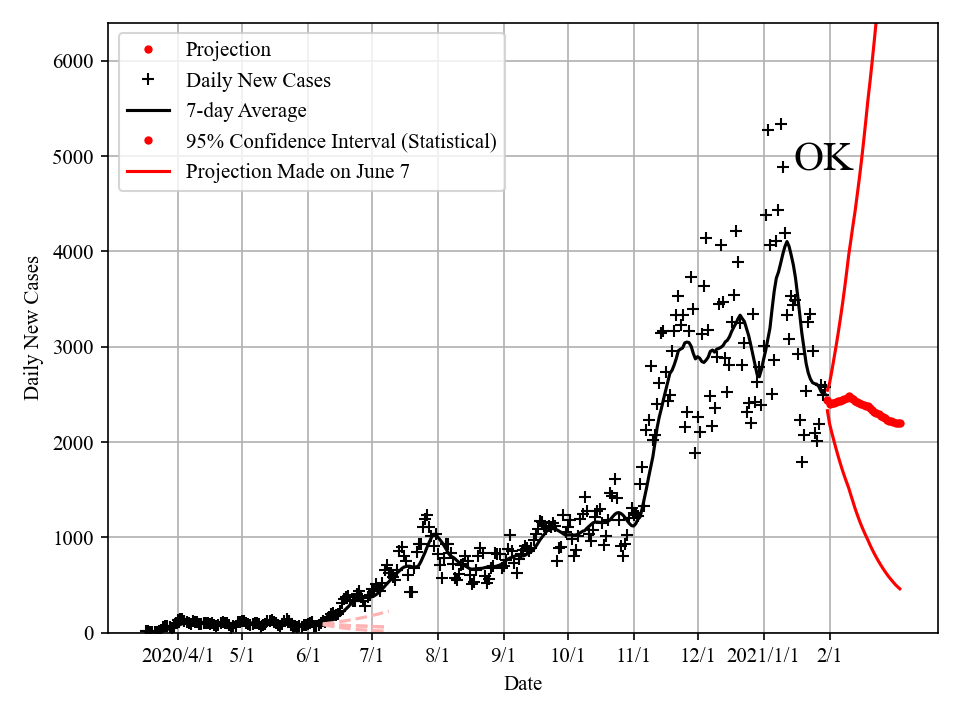 6000
5000
4000
3000
2000
1000
0
Daily New Cases
Projection
Daily New Cases
7-day Average
95% Confidence Interval (Statistical)
Projection Made on June 7
OK
2020/4/1 5/1 6/1 7/1 8/1 9/1 10/1 11/1 12/1 2021/1/1 2/1
Date